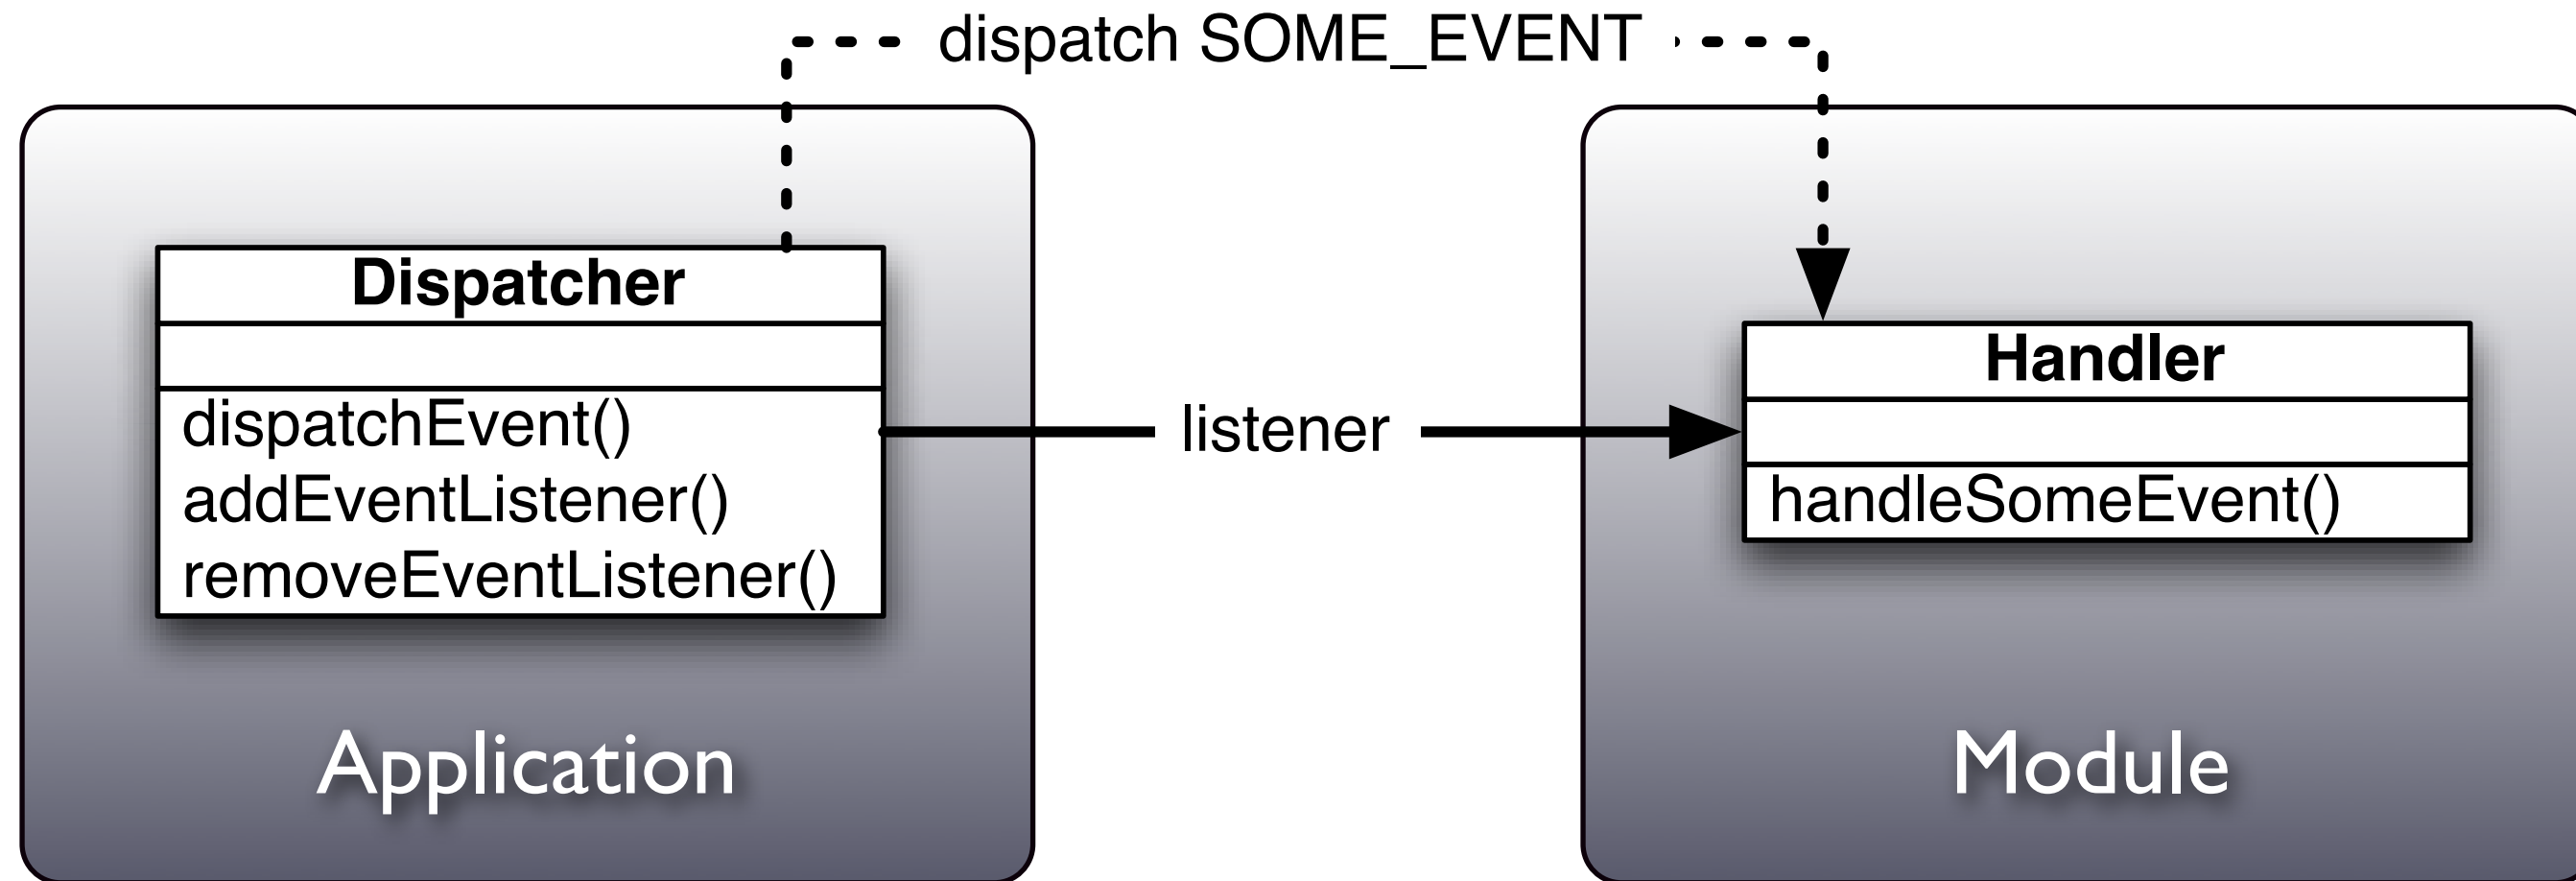 dispatch SOME_EVENT
Dispatcher
dispatchEvent()
addEventListener()
removeEventListener()
listener
Handler
handleSomeEvent()
Application
Module